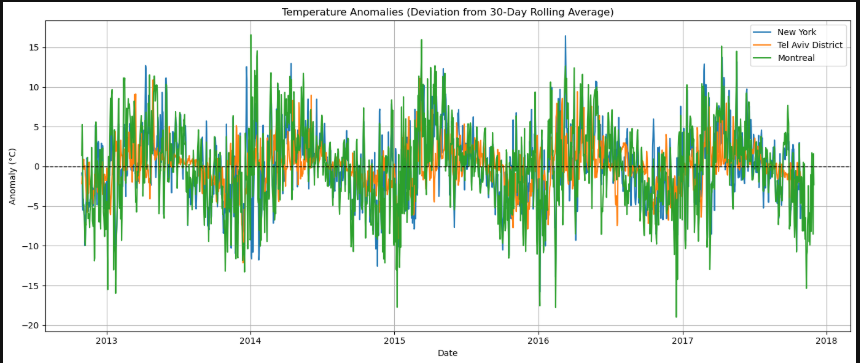 Temperature Anomalies (Deviation from 30-Day Rolling Average)
New York
Tel Aviv District
Montreal
Anomaly (°C)
15
10
5
0
−5
−10
−15
−20
2013 2014 2015 2016 2017 2018
Date